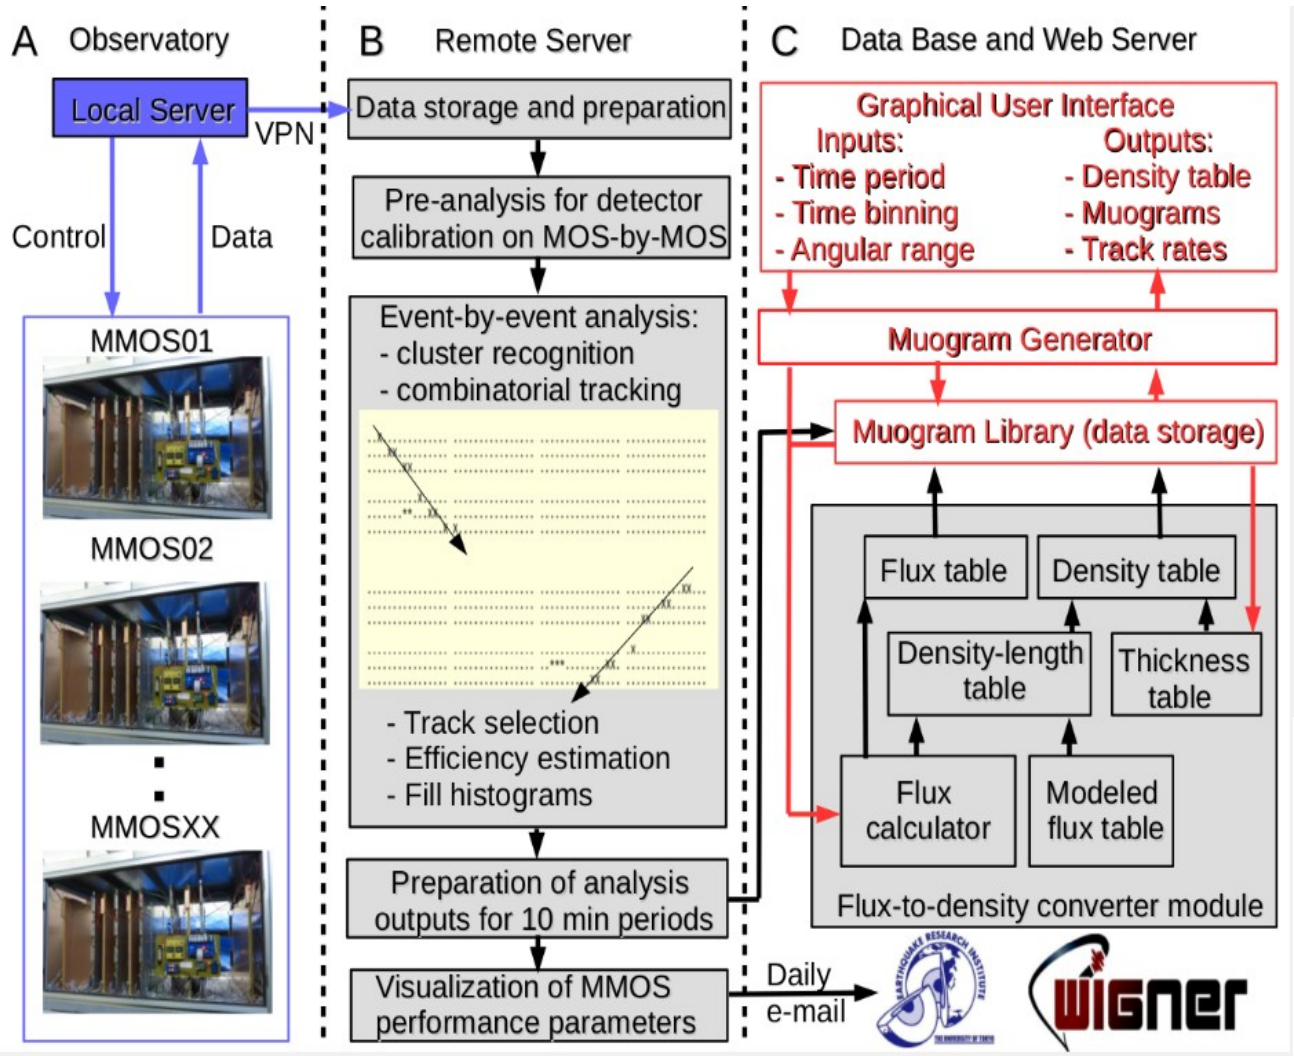 A Observatory
Local Server
VPN
Control
Data
MMOS01
MMOS02
MMOSXX
B Remote Server
Data storage and preparation
Pre-analysis for detector
calibration on MOS-by-MOS
Event-by-event analysis:
- cluster recognition
- combinatorial tracking
- Track selection
- Efficiency estimation
- Fill histograms
Preparation of analysis
outputs for 10 min periods
Visualization of MMOS
performance parameters
C Data Base and Web Server
Graphical User Interface
Inputs:
- Time period
- Time binning
- Angular range
Outputs:
- Density table
- Muograms
- Track rates
Muogram Generator
Muogram Library (data storage)
Flux table
Density table
Density-length
table
Thickness
table
Flux
calculator
Modeled
flux table
Flux-to-density converter module
Daily
e-mail
EARTHQUAKE RESEARCH INSTITUTE
THE UNIVERSITY OF TOKYO
wigner